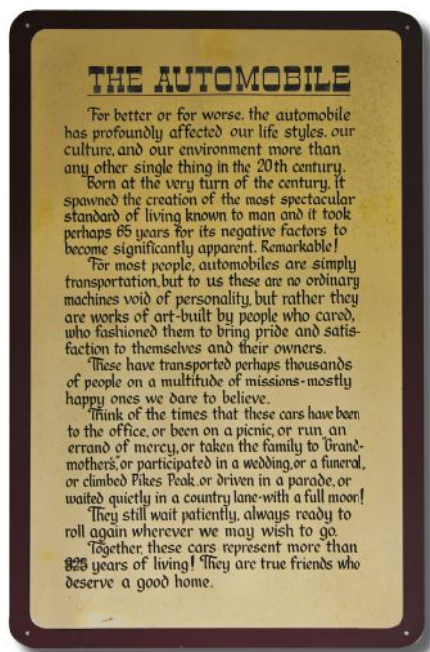 THE AUTOMOBILE
For better or for worse, the automobile
has profoundly affected our life styles, our
culture, and our environment more than
any other single thing in the 20th century.
Born at the very turn of the century, it
spawned the creation of the most spectacular
standard of living known to man and it took
perhaps 65 years for its negative factors to
become significantly apparent. Remarkable!
For most people, automobiles are simply
transportation, but to us these are no ordinary
machines void of personality, but rather they
are works of art-built by people who cared,
who fashioned them to bring pride and satis-
faction to themselves and their owners.
These have transported perhaps thousands
of people on a multitude of missions-mostly
happy ones we dare to believe.
Think of the times that these cars have been
to the office, or been on a picnic, or run an
errand of mercy, or taken the family to Grand-
mother's, or participated in a wedding, or a funeral,
or climbed Pikes Peak, or driven in a parade, or
waited quietly in a country lane-with a full moon!
They still wait patiently, always ready to
roll again wherever we may wish to go.
Together, these cars represent more than
years of living! They are true friends who
deserve a good home.